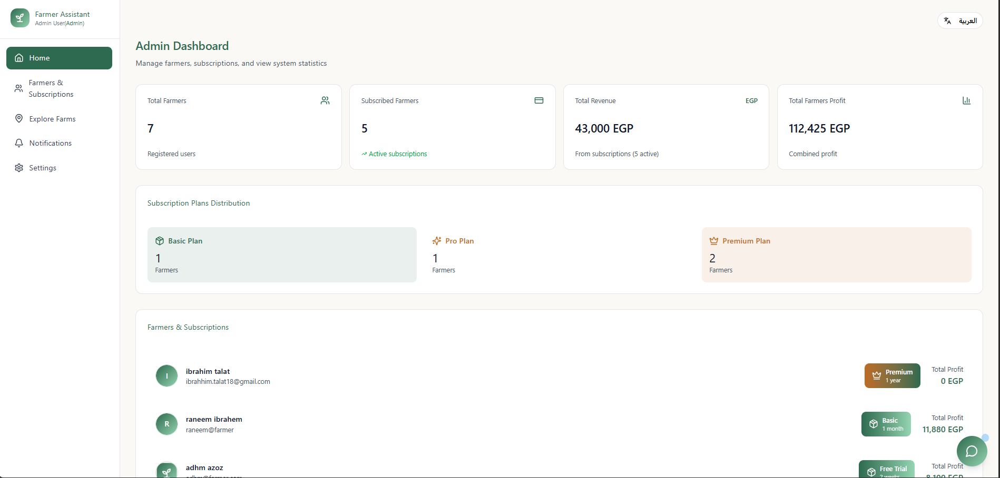 Farmer Assistant
Admin User(Admin)
العربية
Home
Farmers &
Subscriptions
Explore Farms
Notifications
Settings
Admin Dashboard
Manage farmers, subscriptions, and view system statistics
Total Farmers
7
Registered users
Subscribed Farmers
5
Active subscriptions
Total Revenue
EGP
43,000 EGP
From subscriptions (5 active)
Total Farmers Profit
112,425 EGP
Combined profit
Subscription Plans Distribution
Basic Plan
1
Farmers
Pro Plan
1
Farmers
Premium Plan
2
Farmers
Farmers & Subscriptions
I
ibrahim talat
ibrahhim.talat18@gmail.com
Premium
1 year
Total Profit
0 EGP
R
raneem ibrahem
raneem@farmer
Basic
1 month
Total Profit
11,880 EGP
adhm azoz
Free Trial
2 weeks
Total Profit
8,100 EGP